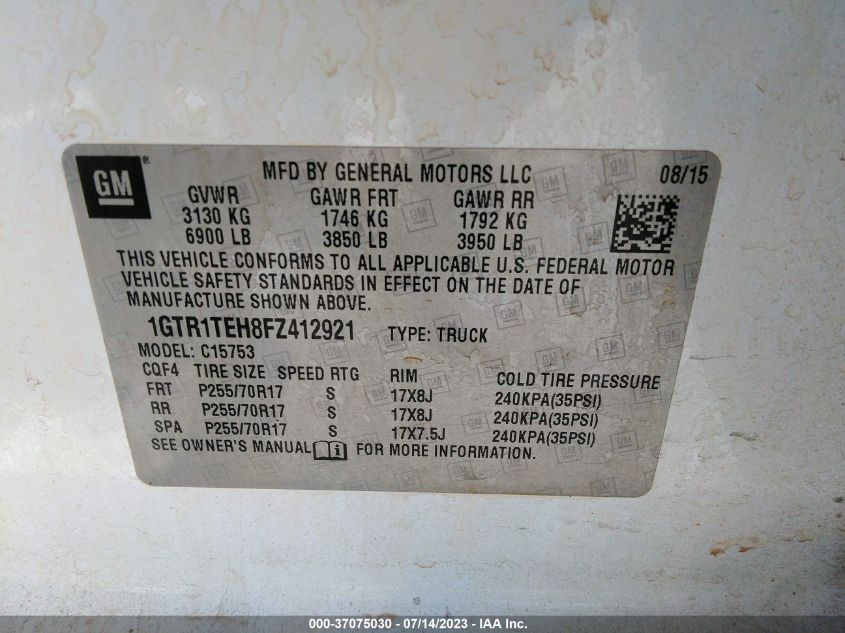 GM ®
MFD BY GENERAL MOTORS LLC 08/15
GVWR GAWR FRT GAWR RR
3130 KG 1746 KG 1792 KG
6900 LB 3850 LB 3950 LB
THIS VEHICLE CONFORMS TO ALL APPLICABLE U.S. FEDERAL MOTOR
VEHICLE SAFETY STANDARDS IN EFFECT ON THE DATE OF
MANUFACTURE SHOWN ABOVE.
1GTR1TEH8FZ412921 TYPE: TRUCK
MODEL: C15753
CQF4 TIRE SIZE SPEED RTG RIM COLD TIRE PRESSURE
FRT P255/70R17 S 17X8J 240KPA(35PSI)
RR P255/70R17 S 17X8J 240KPA(35PSI)
SPA P255/70R17 S 17X7.5J 240KPA(35PSI)
SEE OWNER'S MANUAL i FOR MORE INFORMATION.
000-37075030 - 07/14/2023 - IAA Inc.